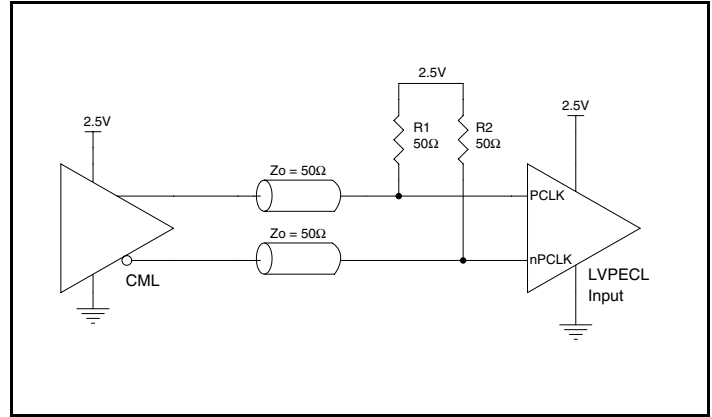 2.5V
2.5V
2.5V
R1
50Ω
R2
50Ω
Zo = 50Ω
PCLK
Zo = 50Ω
nPCLK
CML
LVPECL
Input